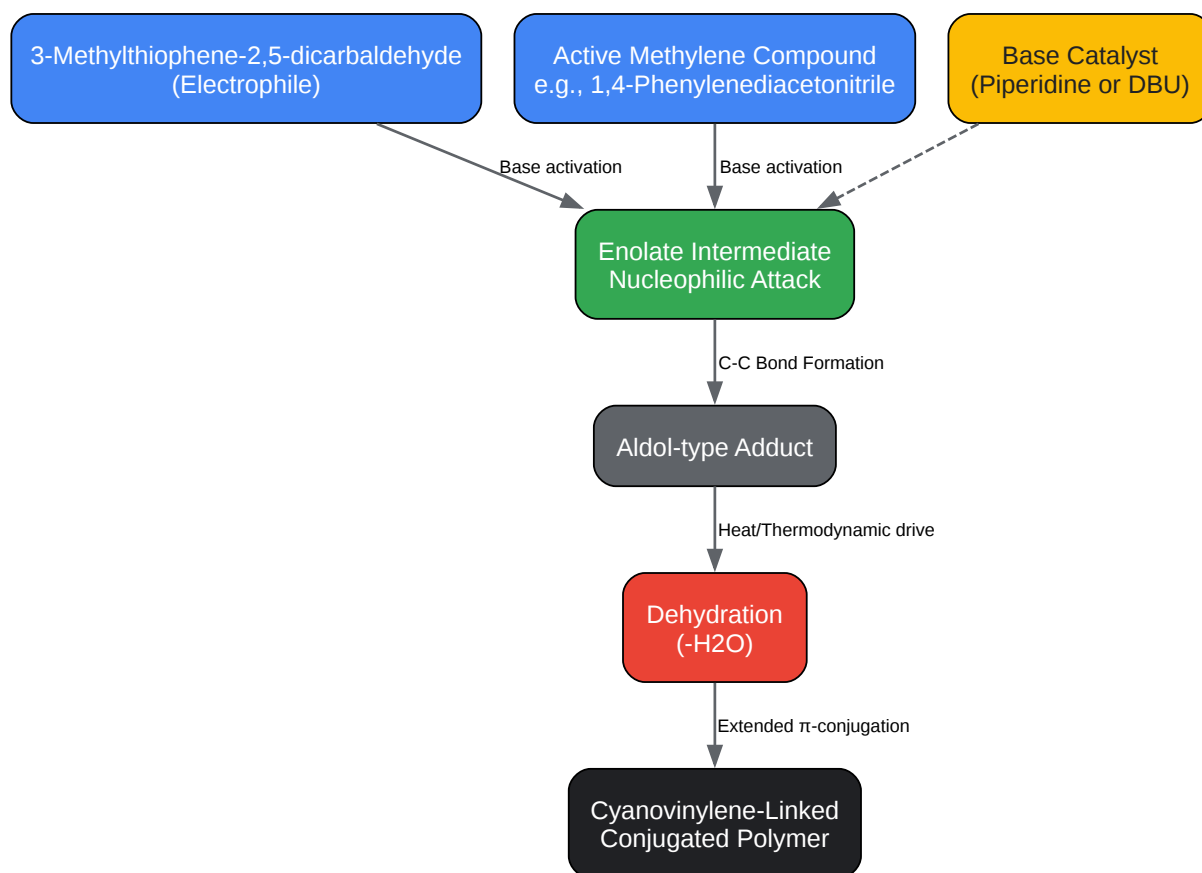 3-Methylthiophene-2,5-dicarbaldehyde
(Electrophile)
Active Methylene Compound
e.g., 1,4-Phenylenediacetonitrile
Base Catalyst
(Piperidine or DBU)
Base activation
Base activation
Enolate Intermediate
Nucleophilic Attack
C-C Bond Formation
Aldol-type Adduct
Heat/Thermodynamic drive
Dehydration
(-H2O)
Extended π-conjugation
Cyanovinylene-Linked
Conjugated Polymer